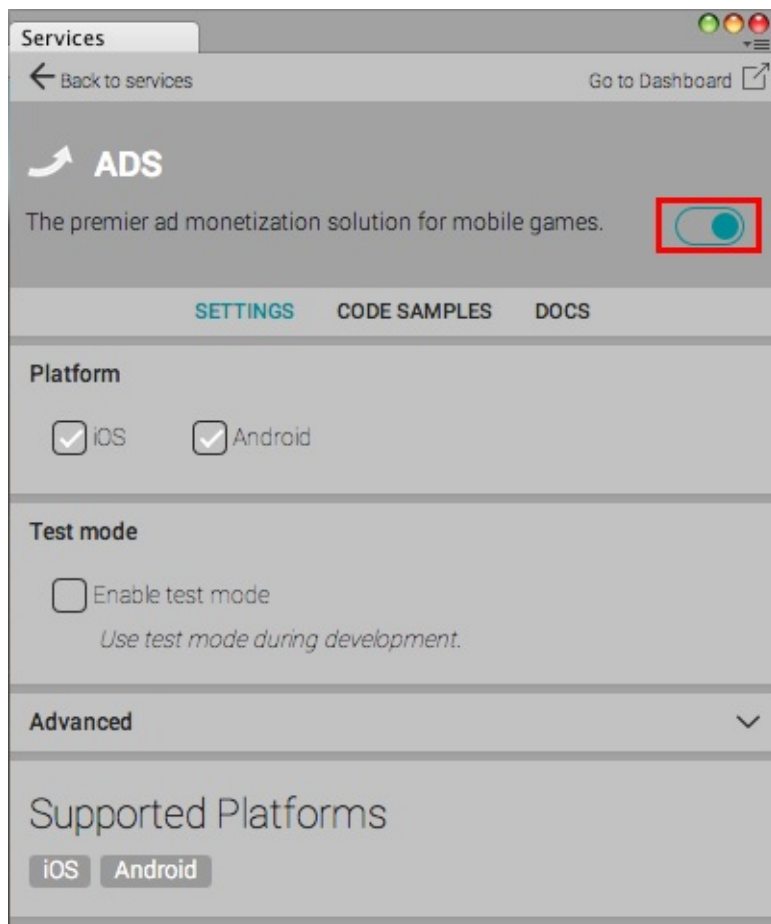 Services
Back to services
Go to Dashboard
ADS
The premier ad monetization solution for mobile games.
SETTINGS CODE SAMPLES DOCS
Platform
iOS Android
Test mode
Enable test mode
Use test mode during development.
Advanced
Supported Platforms
iOS Android